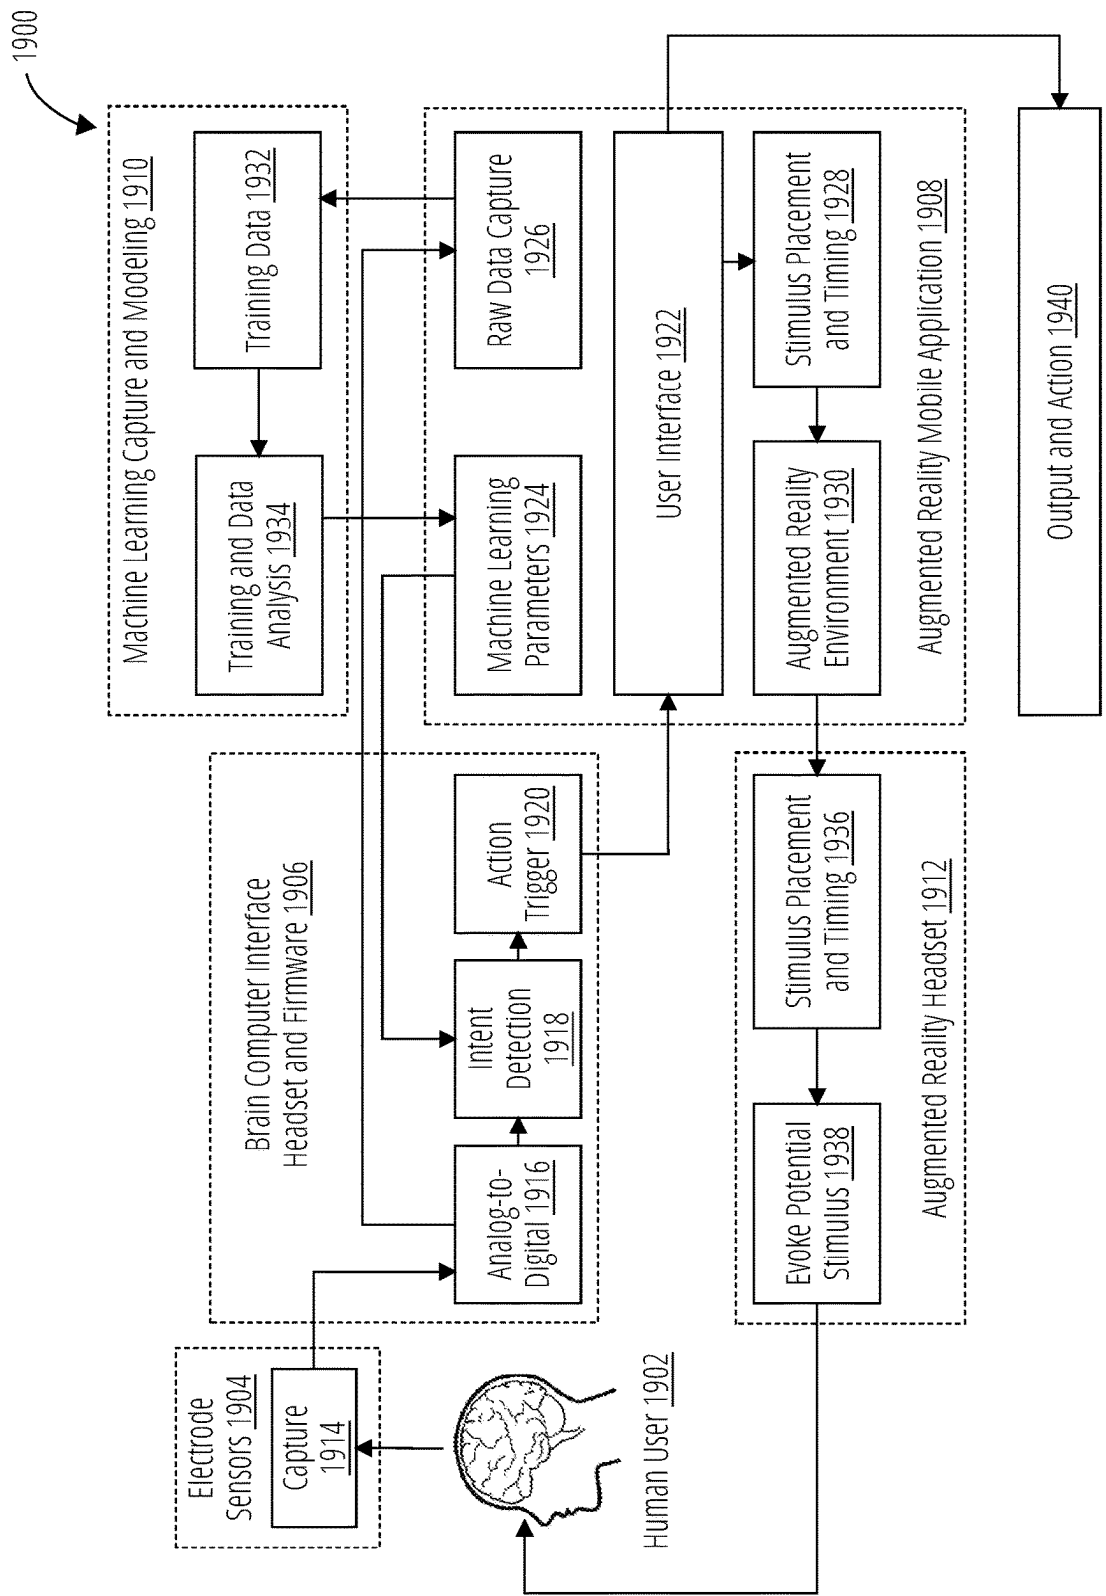 1900
Electrode
Sensors 1904
Capture
1914
Human User 1902
Brain Computer Interface
Headset and Firmware 1906
Analog-to-
Digital 1916
Intent
Detection
1918
Action
Trigger 1920
Machine Learning Capture and Modeling 1910
Training and Data
Analysis 1934
Training Data 1932
Machine Learning
Parameters 1924
Raw Data Capture
1926
User Interface 1922
Augmented Reality
Environment 1930
Stimulus Placement
and Timing 1928
Augmented Reality Mobile Application 1908
Evoke Potential
Stimulus 1938
Stimulus Placement
and Timing 1936
Augmented Reality Headset 1912
Output and Action 1940